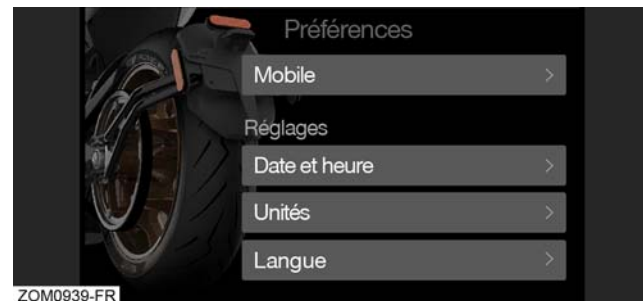 Préférences
Mobile
Réglages
Date et heure
Unités
Langue
ZOM0939-FR